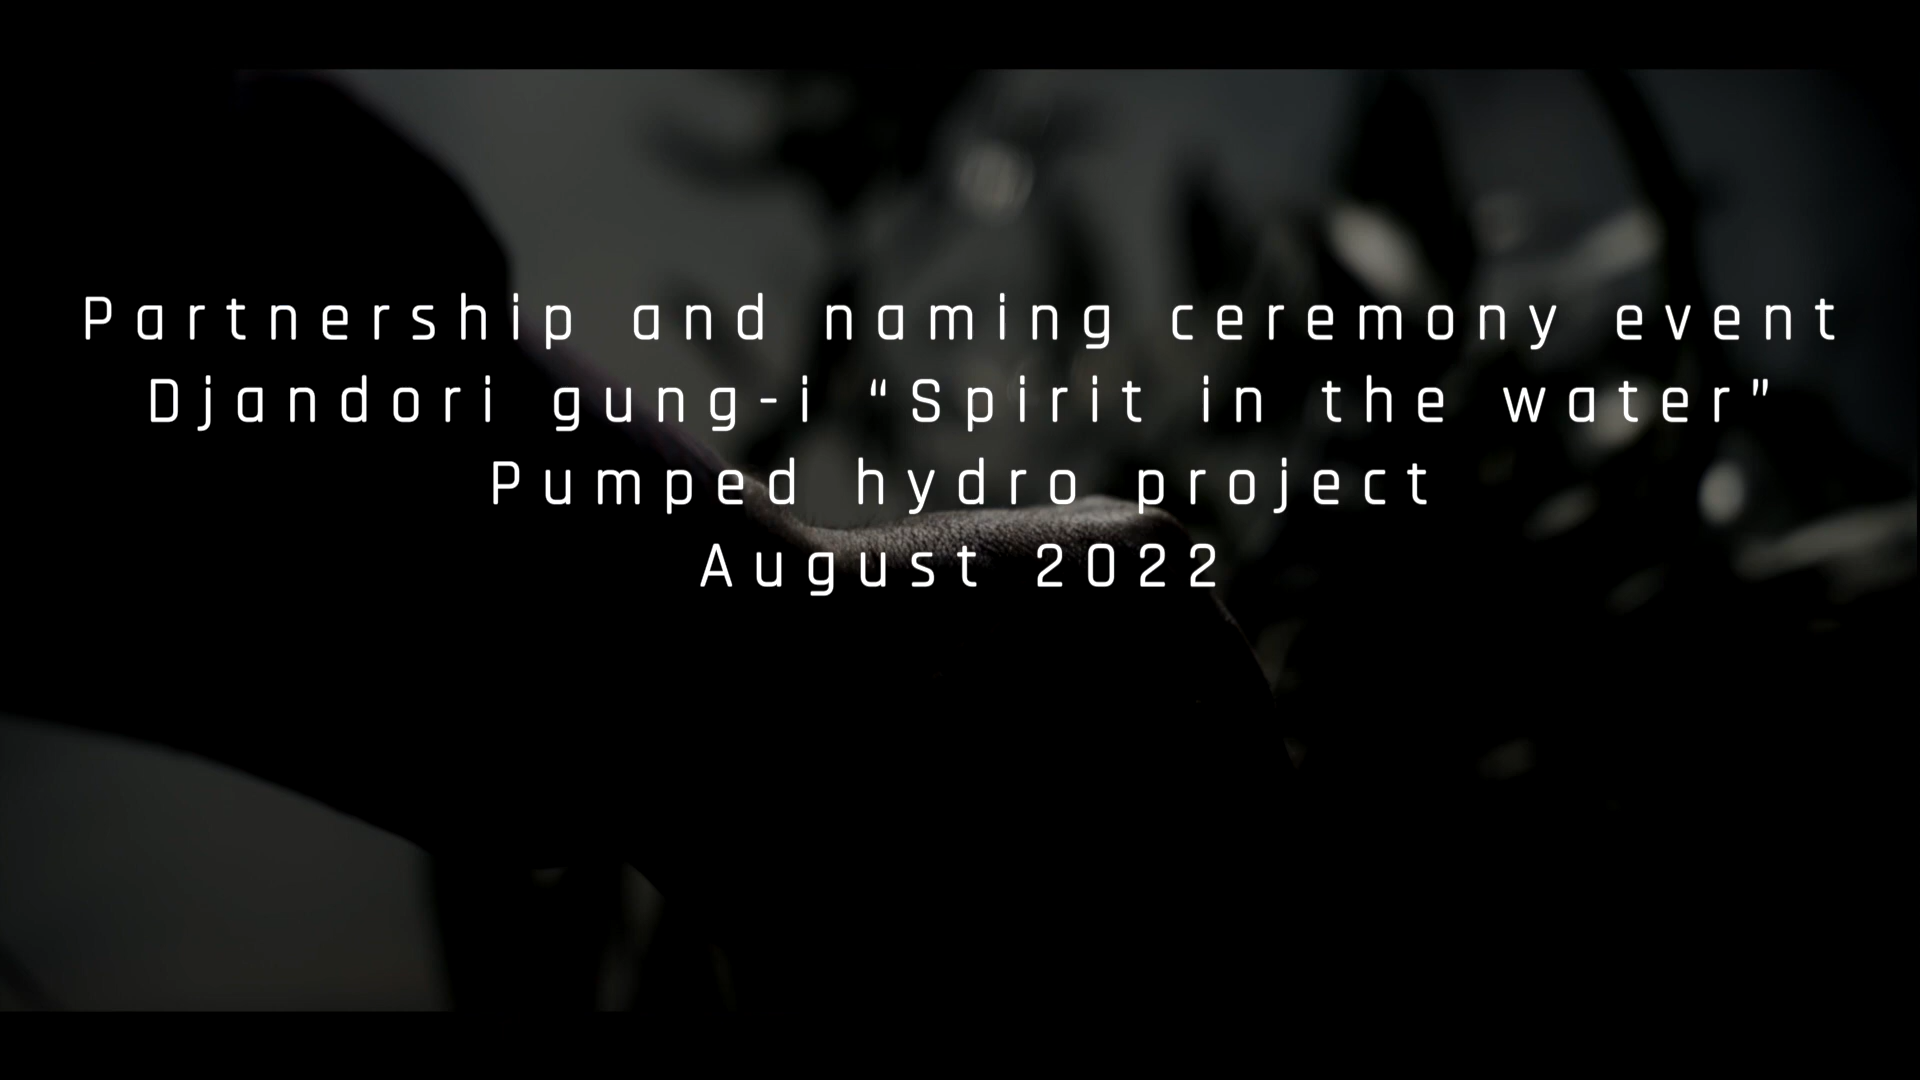 Partnership and naming ceremony event
Djandori gung-i “Spirit in the water”
Pumped hydro project
August 2022